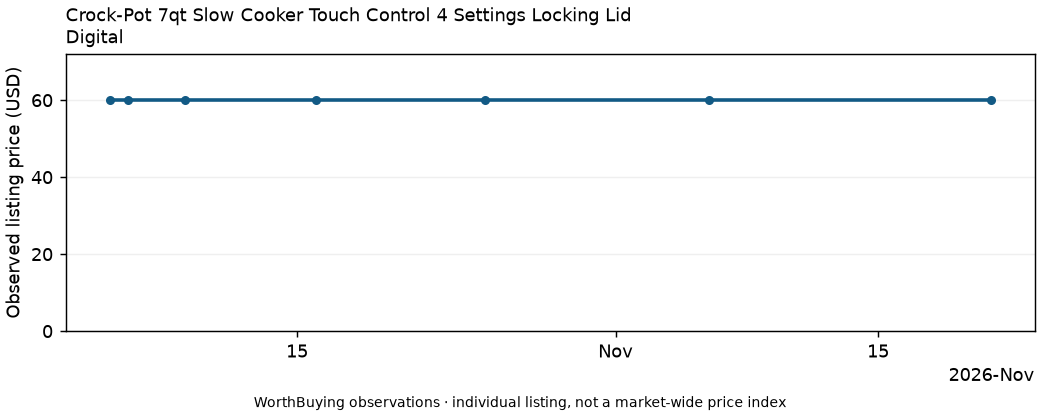 Crock-Pot 7qt Slow Cooker Touch Control 4 Settings Locking Lid
Digital
Observed listing price (USD)
60
40
20
0
15
Nov
15
2026-Nov
WorthBuying observations · individual listing, not a market-wide price index